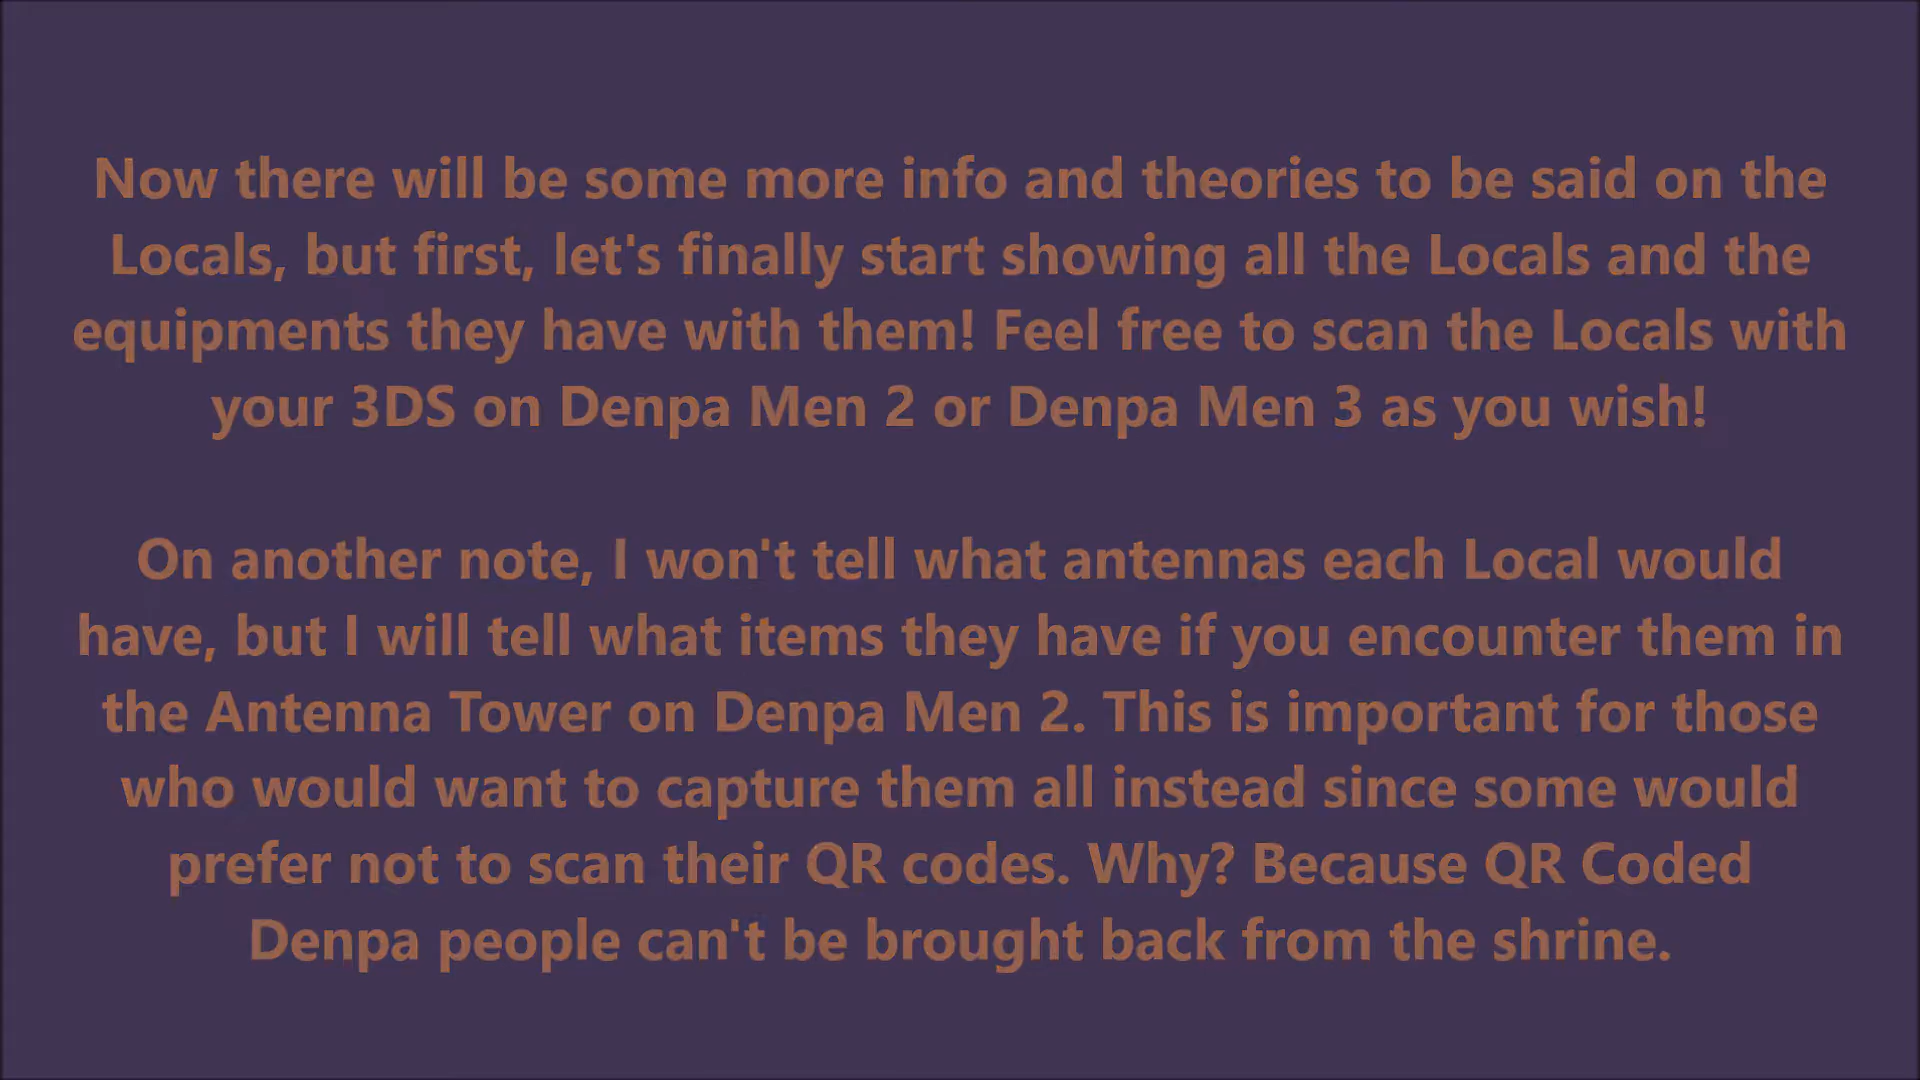 Now there will be some more info and theories to be said on the
Locals, but first, let's finally start showing all the Locals and the
equipments they have with them! Feel free to scan the Locals with
your 3DS on Denpa Men 2 or Denpa Men 3 as you wish!
On another note, I won't tell what antennas each Local would
have, but I will tell what items they have if you encounter them in
the Antenna Tower on Denpa Men 2. This is important for those
who would want to capture them all instead since some would
prefer not to scan their QR codes. Why? Because QR Coded
Denpa people can't be brought back from the shrine.